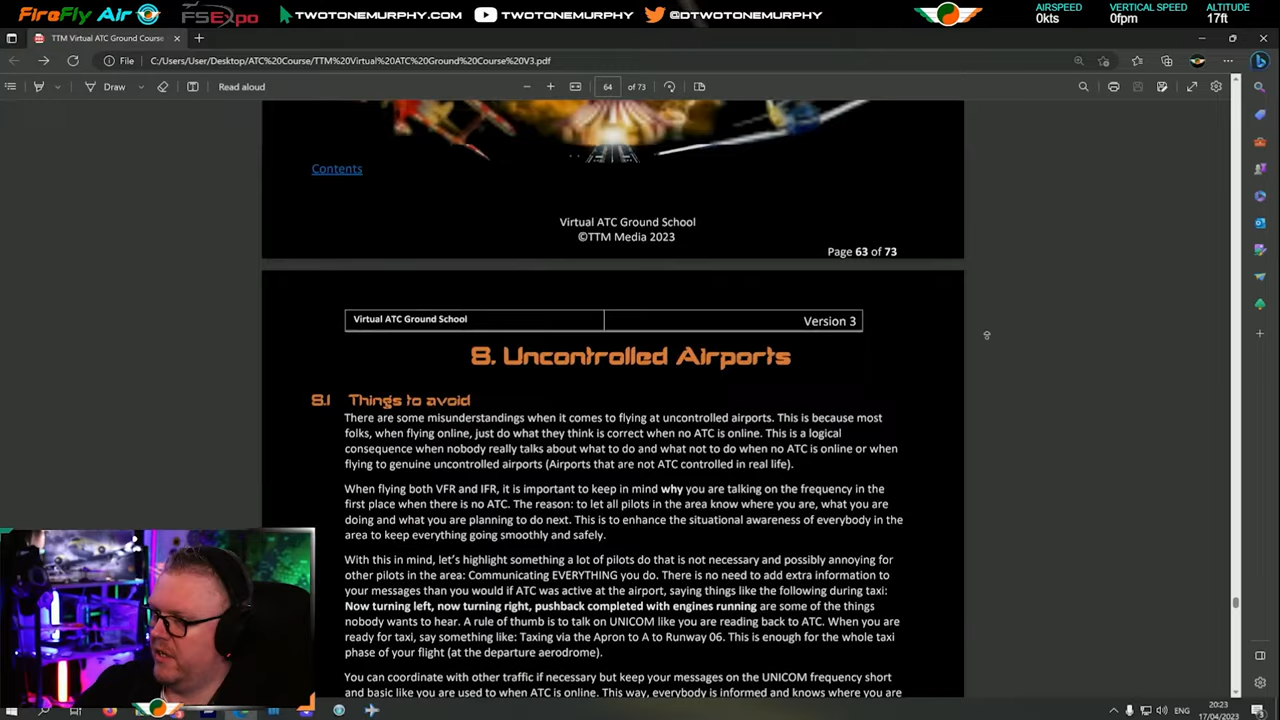 FireFly Air FSExpo TWOTONEMURPHY.COM TWOTONEMURPHY @DTWOTONEMURPHY AIRSPEED VERTICAL SPEED ALTITUDE
0kts 0fpm 17ft
TTM Virtual ATC Ground Course
File C:/Users/User/Desktop/ATC%20Course/TTM%20Virtual%20ATC%20Ground%20Course%20V3.pdf
Draw Read aloud 64 of 73
Contents
Virtual ATC Ground School
©TTM Media 2023
Page 63 of 73
Virtual ATC Ground School Version 3
8. Uncontrolled Airports
8.1 Things to avoid
There are some misunderstandings when it comes to flying at uncontrolled airports. This is because most
folks, when flying online, just do what they think is correct when no ATC is online. This is a logical
consequence when nobody really talks about what to do and what not to do when no ATC is online or when
flying to genuine uncontrolled airports (Airports that are not ATC controlled in real life).
When flying both VFR and IFR, it is important to keep in mind why you are talking on the frequency in the
first place when there is no ATC. The reason: to let all pilots in the area know where you are, what you are
doing and what you are planning to do next. This is to enhance the situational awareness of everybody in the
area to keep everything going smoothly and safely.
With this in mind, let's highlight something a lot of pilots do that is not necessary and possibly annoying for
other pilots in the area: Communicating EVERYTHING you do. There is no need to add extra information to
your messages than you would if ATC was active at the airport, saying things like the following during taxi:
Now turning left, now turning right, pushback completed with engines running are some of the things
nobody wants to hear. A rule of thumb is to talk on UNICOM like you are reading back to ATC. When you are
ready for taxi, say something like: Taxing via the Apron to A to Runway 06. This is enough for the whole taxi
phase of your flight (at the departure aerodrome).
You can coordinate with other traffic if necessary but keep your messages on the UNICOM frequency short
and basic like you are used to when ATC is online. This way, everybody is informed and knows where you are
ENG 20:23
17/04/2023